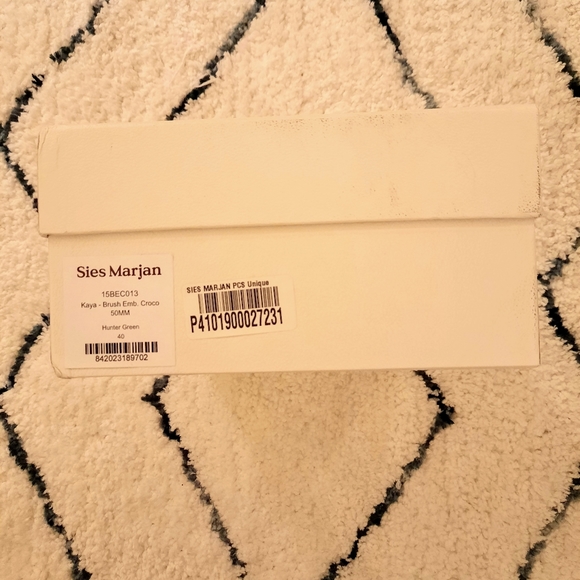 Sies Marjan
15BEC013
Kaya - Brush Emb. Croco
50MM
Hunter Green
40
842023189702
SIES MARJAN PCS Unique
P4101900027231